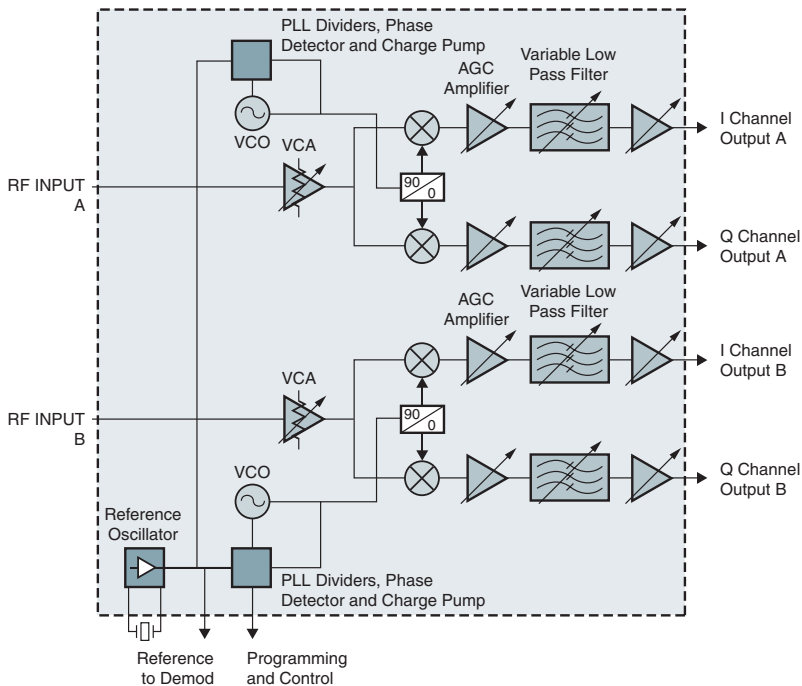 PLL Dividers, Phase
Detector and Charge Pump
AGC
Amplifier
Variable Low
Pass Filter
VCO
VCA
I Channel
Output A
RF INPUT
A
90
0
Q Channel
Output A
AGC
Amplifier
Variable Low
Pass Filter
VCA
I Channel
Output B
RF INPUT
B
90
0
VCO
Q Channel
Output B
Reference
Oscillator
PLL Dividers, Phase
Detector and Charge Pump
Reference
to Demod
Programming
and Control